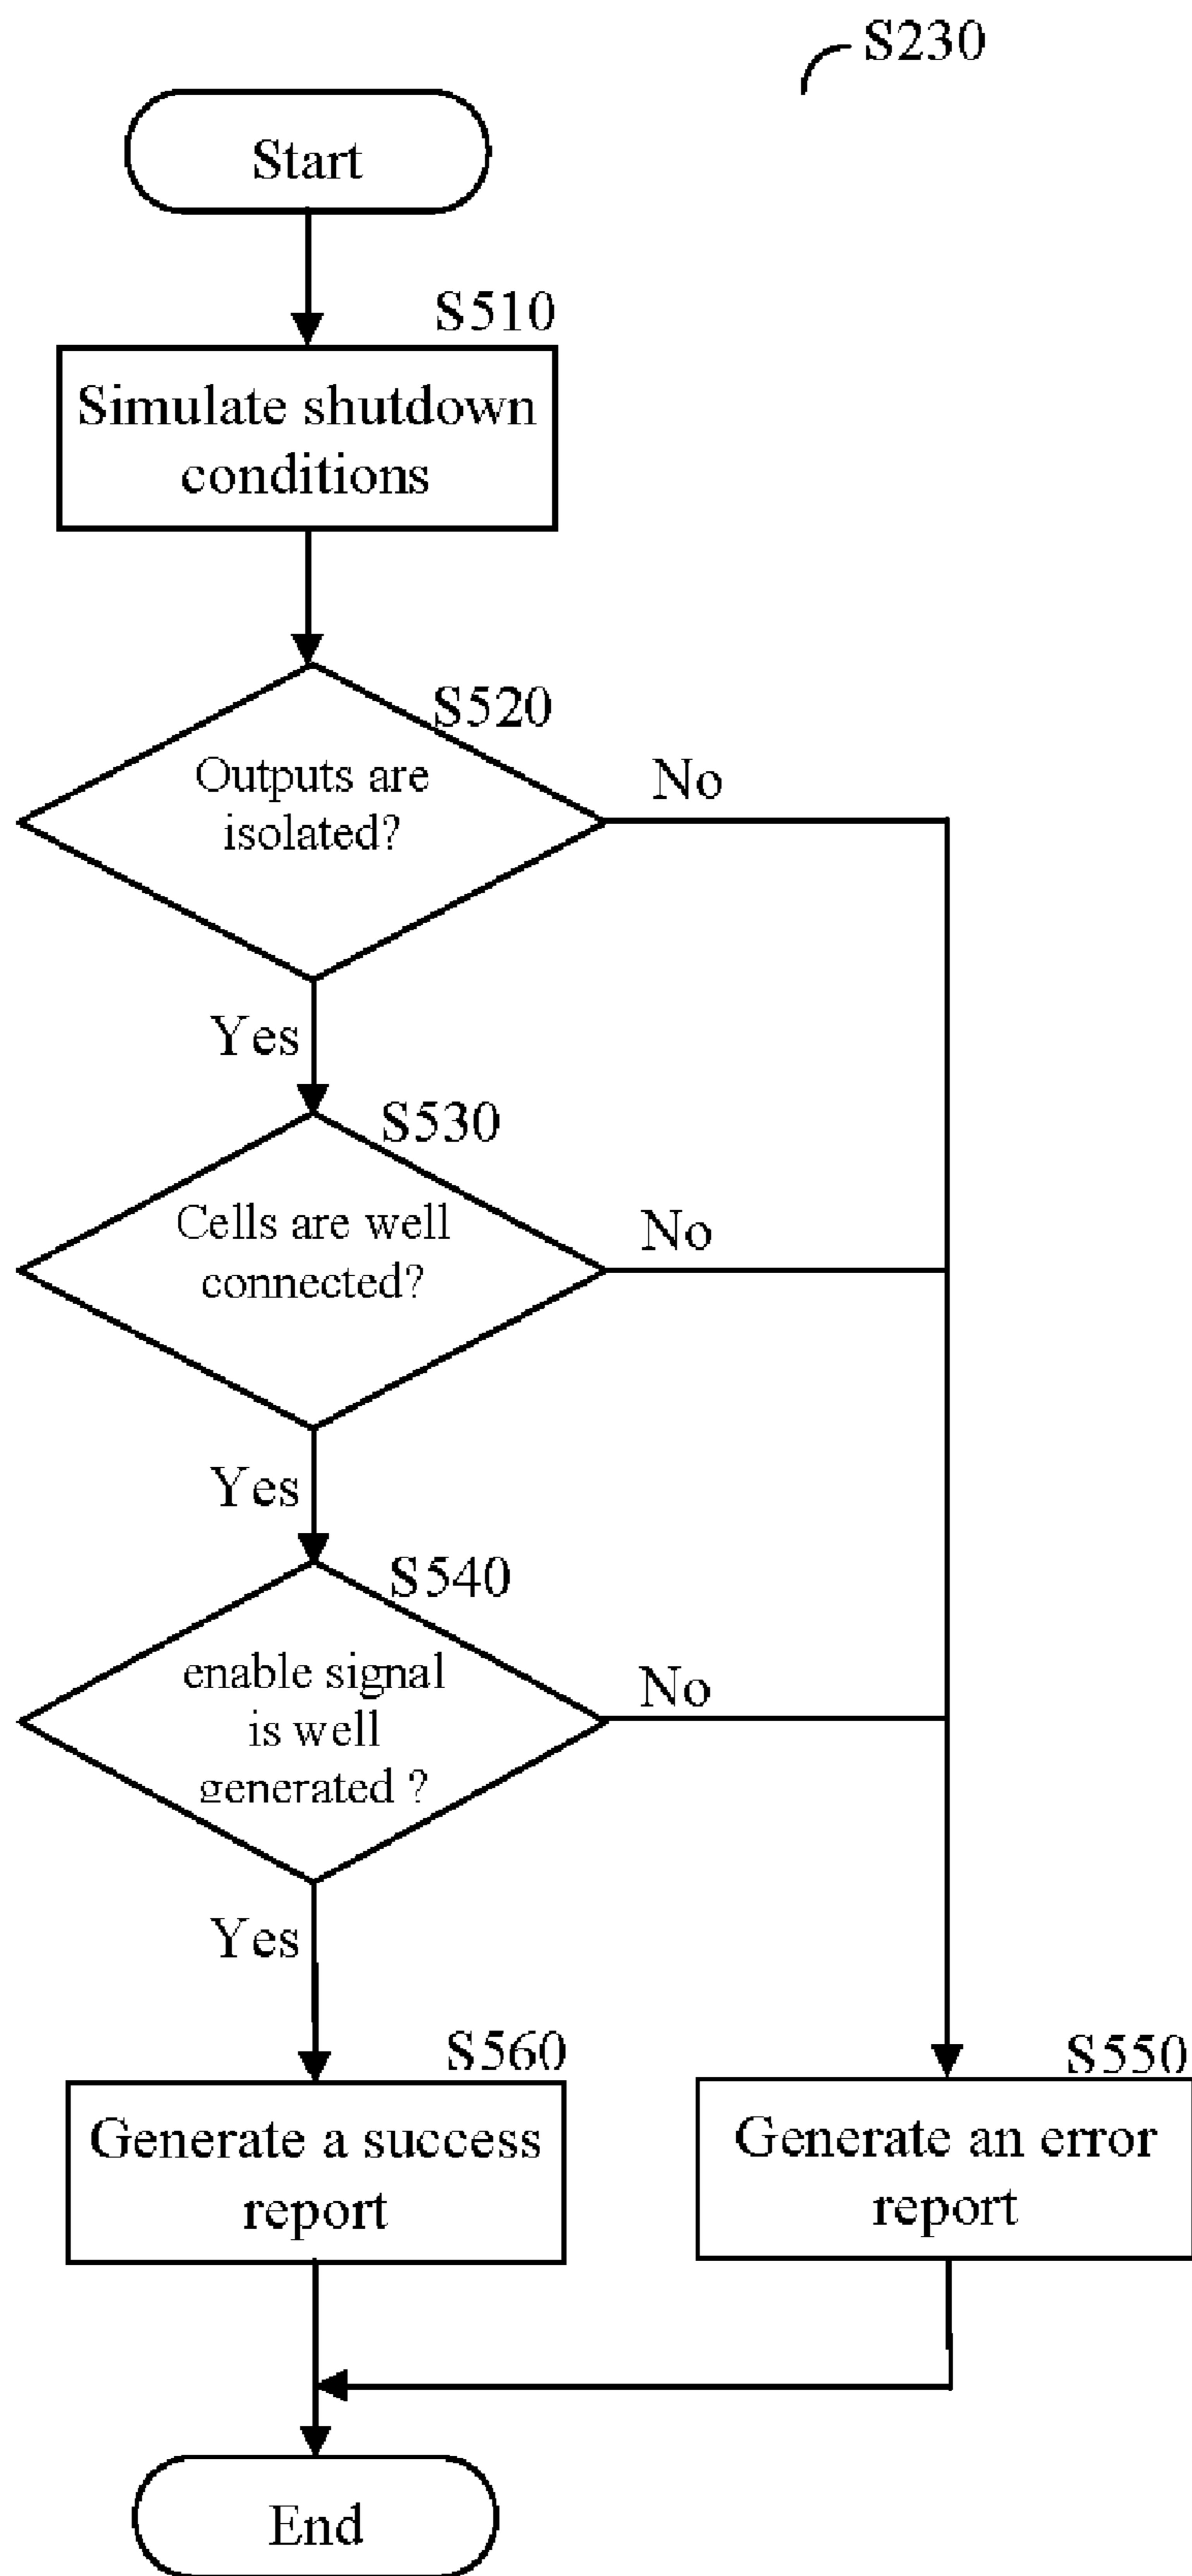 S230
Start
S510
Simulate shutdown
conditions
S520
Outputs are
isolated?
No
Yes
S530
Cells are well
connected?
No
Yes
S540
enable signal
is well
generated ?
No
Yes
S560
Generate a success
report
S550
Generate an error
report
End